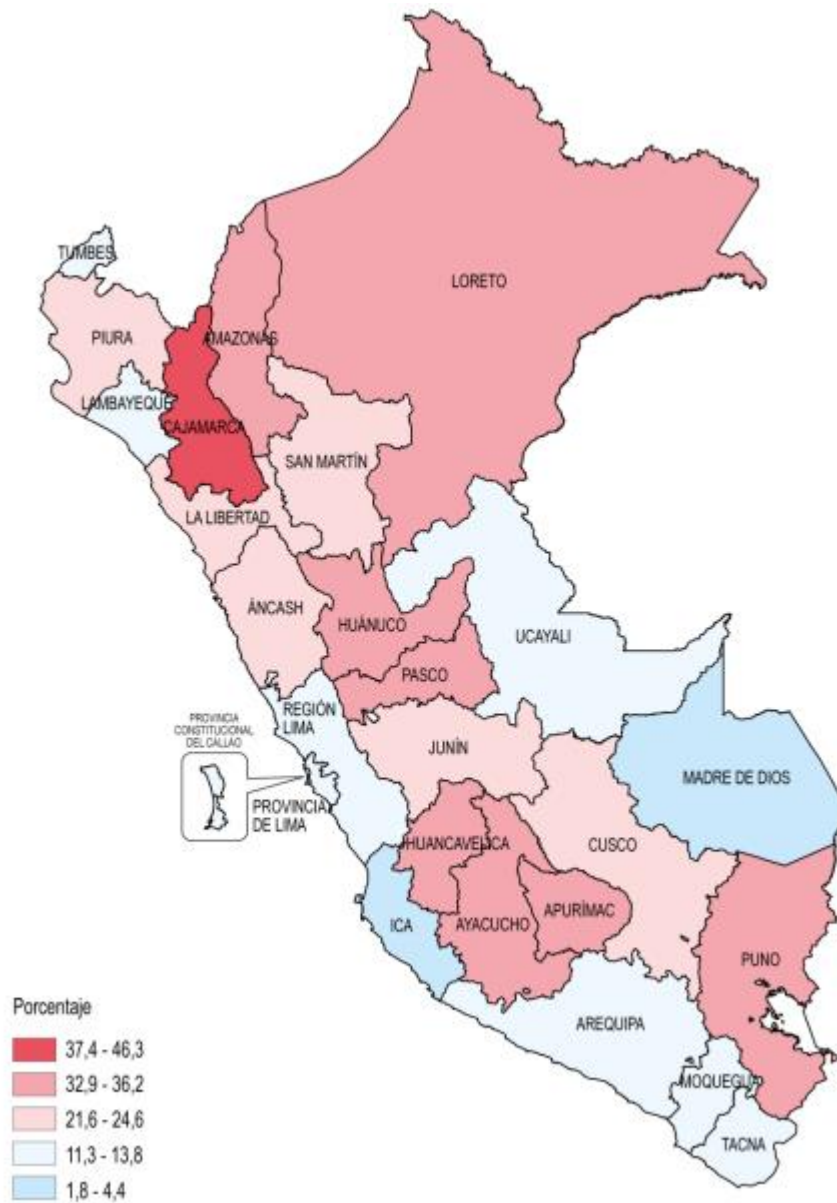 LORETO
TUMBES
PIURA
AMAZONAS
LAMBAYEQUE
CAJAMARCA
SAN MARTÍN
LA LIBERTAD
ÁNCASH
HUÁNUCO
UCAYALI
PASCO
REGIÓN
LIMA
PROVINCIA
CONSTITUCIONAL
DEL CALLAO
JUNÍN
MADRE DE DIOS
PROVINCIA
DE LIMA
HUANCAVELICA
CUSCO
ICA
AYACUCHO
APURÍMAC
PUNO
AREQUIPA
MOQUEGUA
TACNA
Porcentaje
37,4 - 46,3
32,9 - 36,2
21,6 - 24,6
11,3 - 13,8
1,8 - 4,4